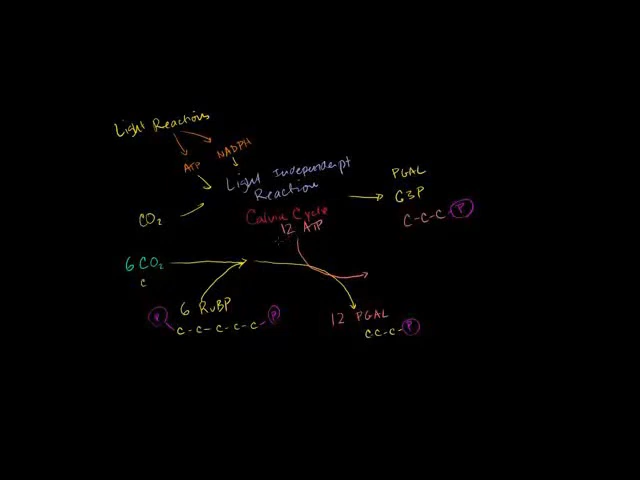 Light Reactions
ATP
NADPH
Light Independent
Reaction
PGAL
G3P
C-C-C-P
CO2
Calvin Cycle
12 ATP
6 CO2
C
6 RuBP
P
C-C-C-C-C-P
12 PGAL
CC-C-P